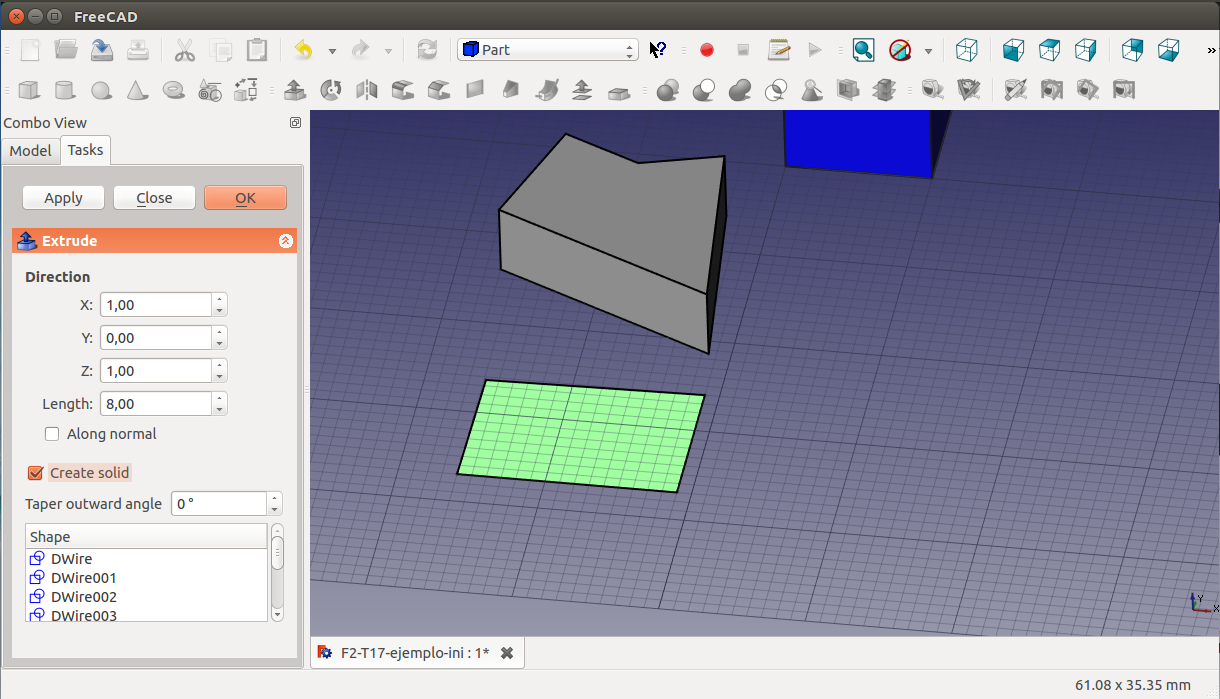 FreeCAD
Part
Combo View
Model Tasks
Apply Close OK
Extrude
Direction
X: 1,00
Y: 0,00
Z: 1,00
Length: 8,00
Along normal
Create solid
Taper outward angle 0 °
Shape
DWire
DWire001
DWire002
DWire003
Y
X
F2-T17-ejemplo-ini : 1*
61.08 x 35.35 mm